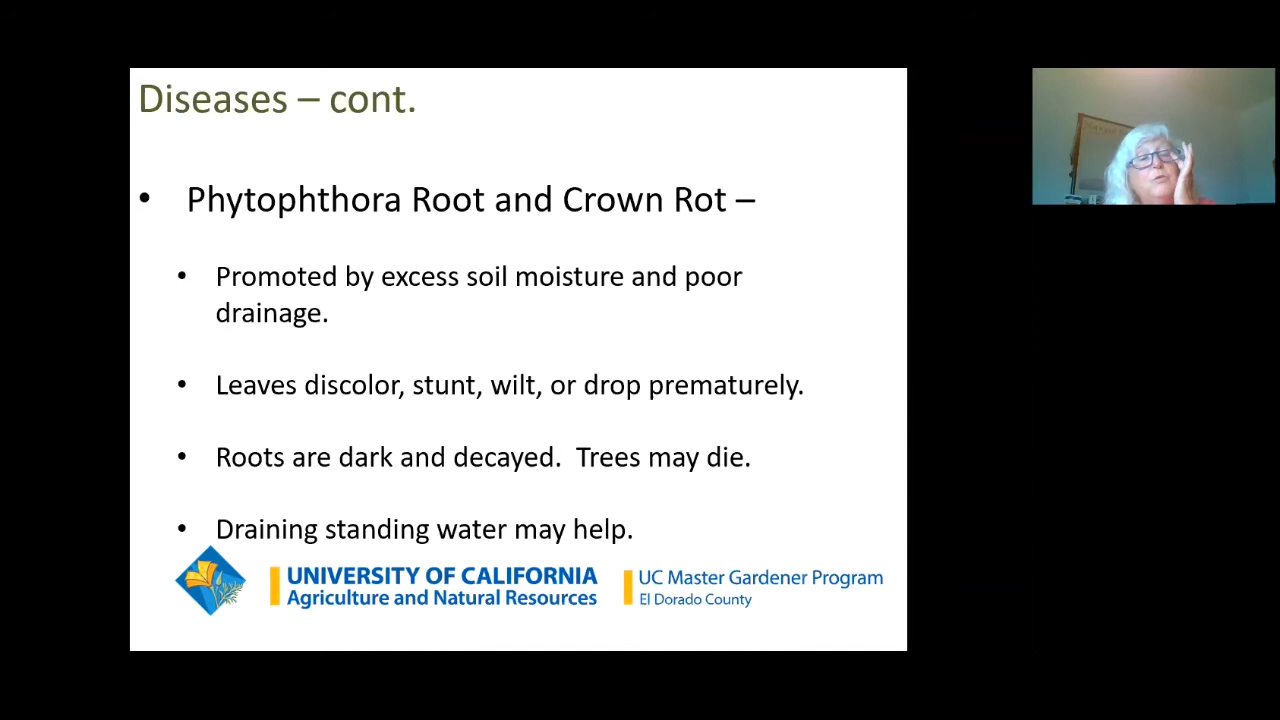 Diseases – cont.
• Phytophthora Root and Crown Rot –
• Promoted by excess soil moisture and poor
drainage.
• Leaves discolor, stunt, wilt, or drop prematurely.
• Roots are dark and decayed.  Trees may die.
• Draining standing water may help.
UNIVERSITY OF CALIFORNIA
Agriculture and Natural Resources
UC Master Gardener Program
El Dorado County